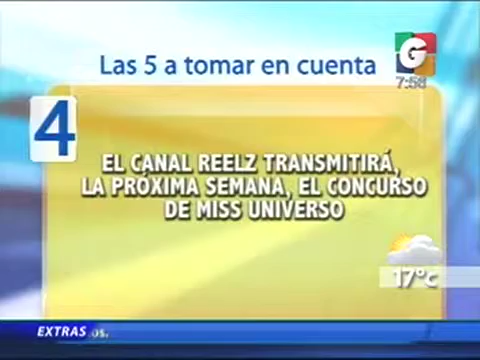 Las 5 a tomar en cuenta
G
7:58
4
EL CANAL REELZ TRANSMITIRÁ,
LA PRÓXIMA SEMANA, EL CONCURSO
DE MISS UNIVERSO
17°C
EXTRAS os.